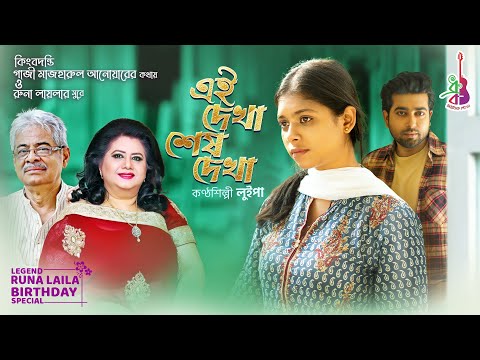 কিংবদন্তি
গাজী মাজহারুল আনোয়ারের কথায়
ও
রুনা লায়লার সুরে
এই
দেখা
শেষ
দেখা
কণ্ঠশিল্পী লুইপা
LEGEND
RUNA LAILA
BIRTHDAY
SPECIAL